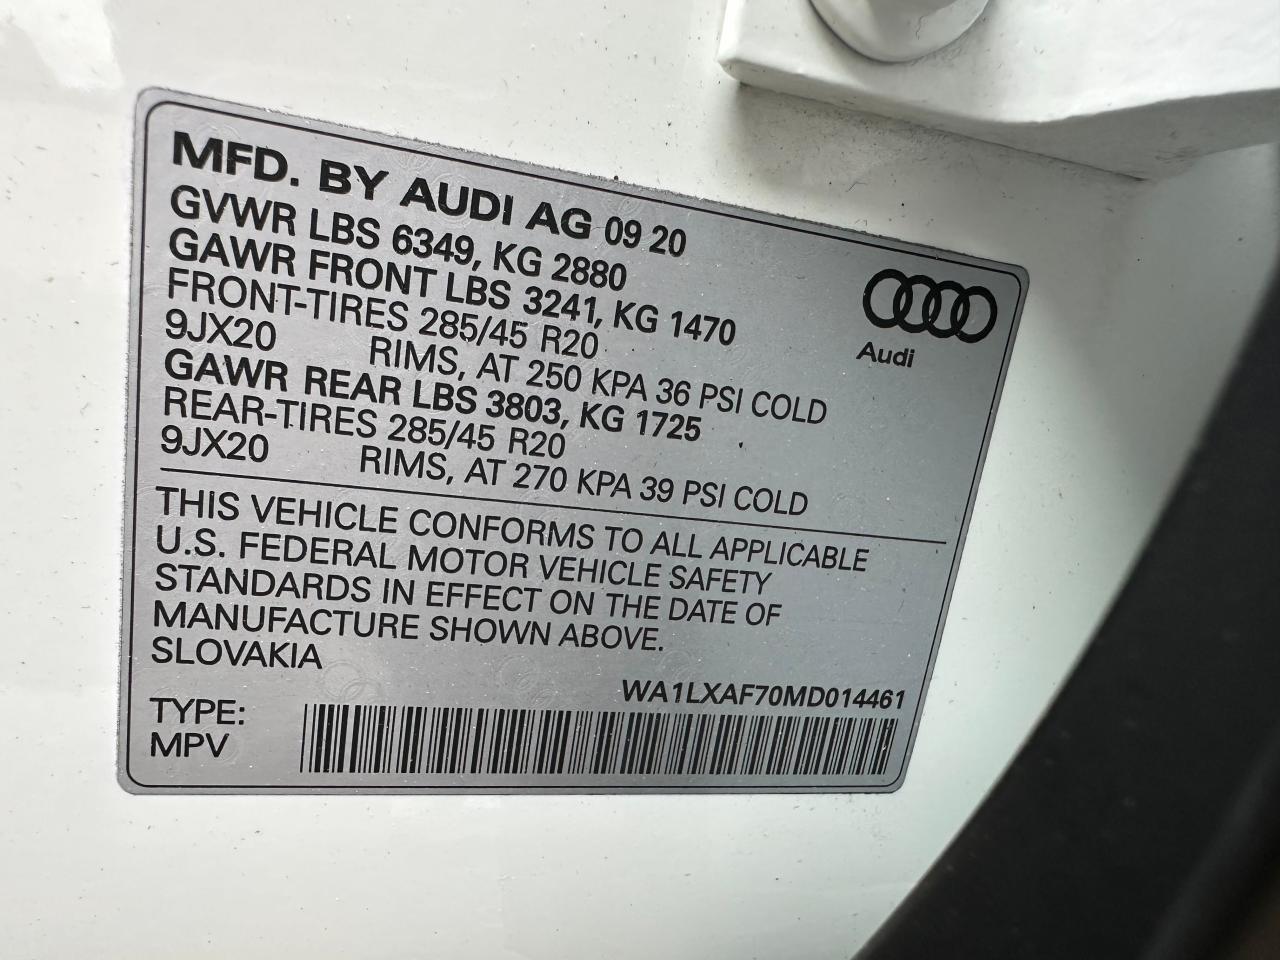 MFD. BY AUDI AG 09 20
GVWR LBS 6349, KG 2880
GAWR FRONT LBS 3241, KG 1470
FRONT-TIRES 285/45 R20
9JX20 RIMS, AT 250 KPA 36 PSI COLD
GAWR REAR LBS 3803, KG 1725
REAR-TIRES 285/45 R20
9JX20 RIMS, AT 270 KPA 39 PSI COLD
Audi
THIS VEHICLE CONFORMS TO ALL APPLICABLE
U.S. FEDERAL MOTOR VEHICLE SAFETY
STANDARDS IN EFFECT ON THE DATE OF
MANUFACTURE SHOWN ABOVE.
SLOVAKIA
WA1LXAF70MD014461
TYPE:
MPV